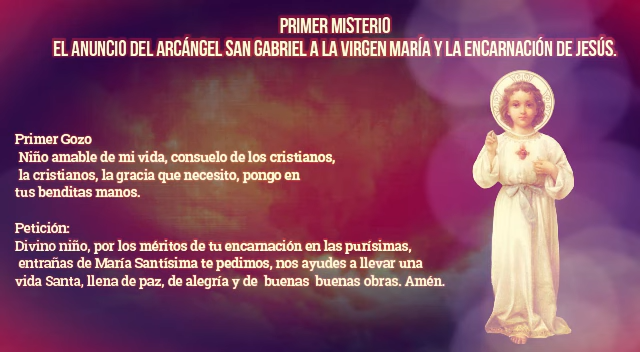 PRIMER MISTERIO
EL ANUNCIO DEL ARCÁNGEL SAN GABRIEL A LA VIRGEN MARÍA Y LA ENCARNACIÓN DE JESÚS.
Primer Gozo
Niño amable de mi vida, consuelo de los cristianos,
la cristianos, la gracia que necesito, pongo en
tus benditas manos.
Petición:
Divino niño, por los méritos de tu encarnación en las purísimas,
entrañas de María Santísima te pedimos, nos ayudes a llevar una
vida Santa, llena de paz, de alegría y de buenas buenas obras. Amén.